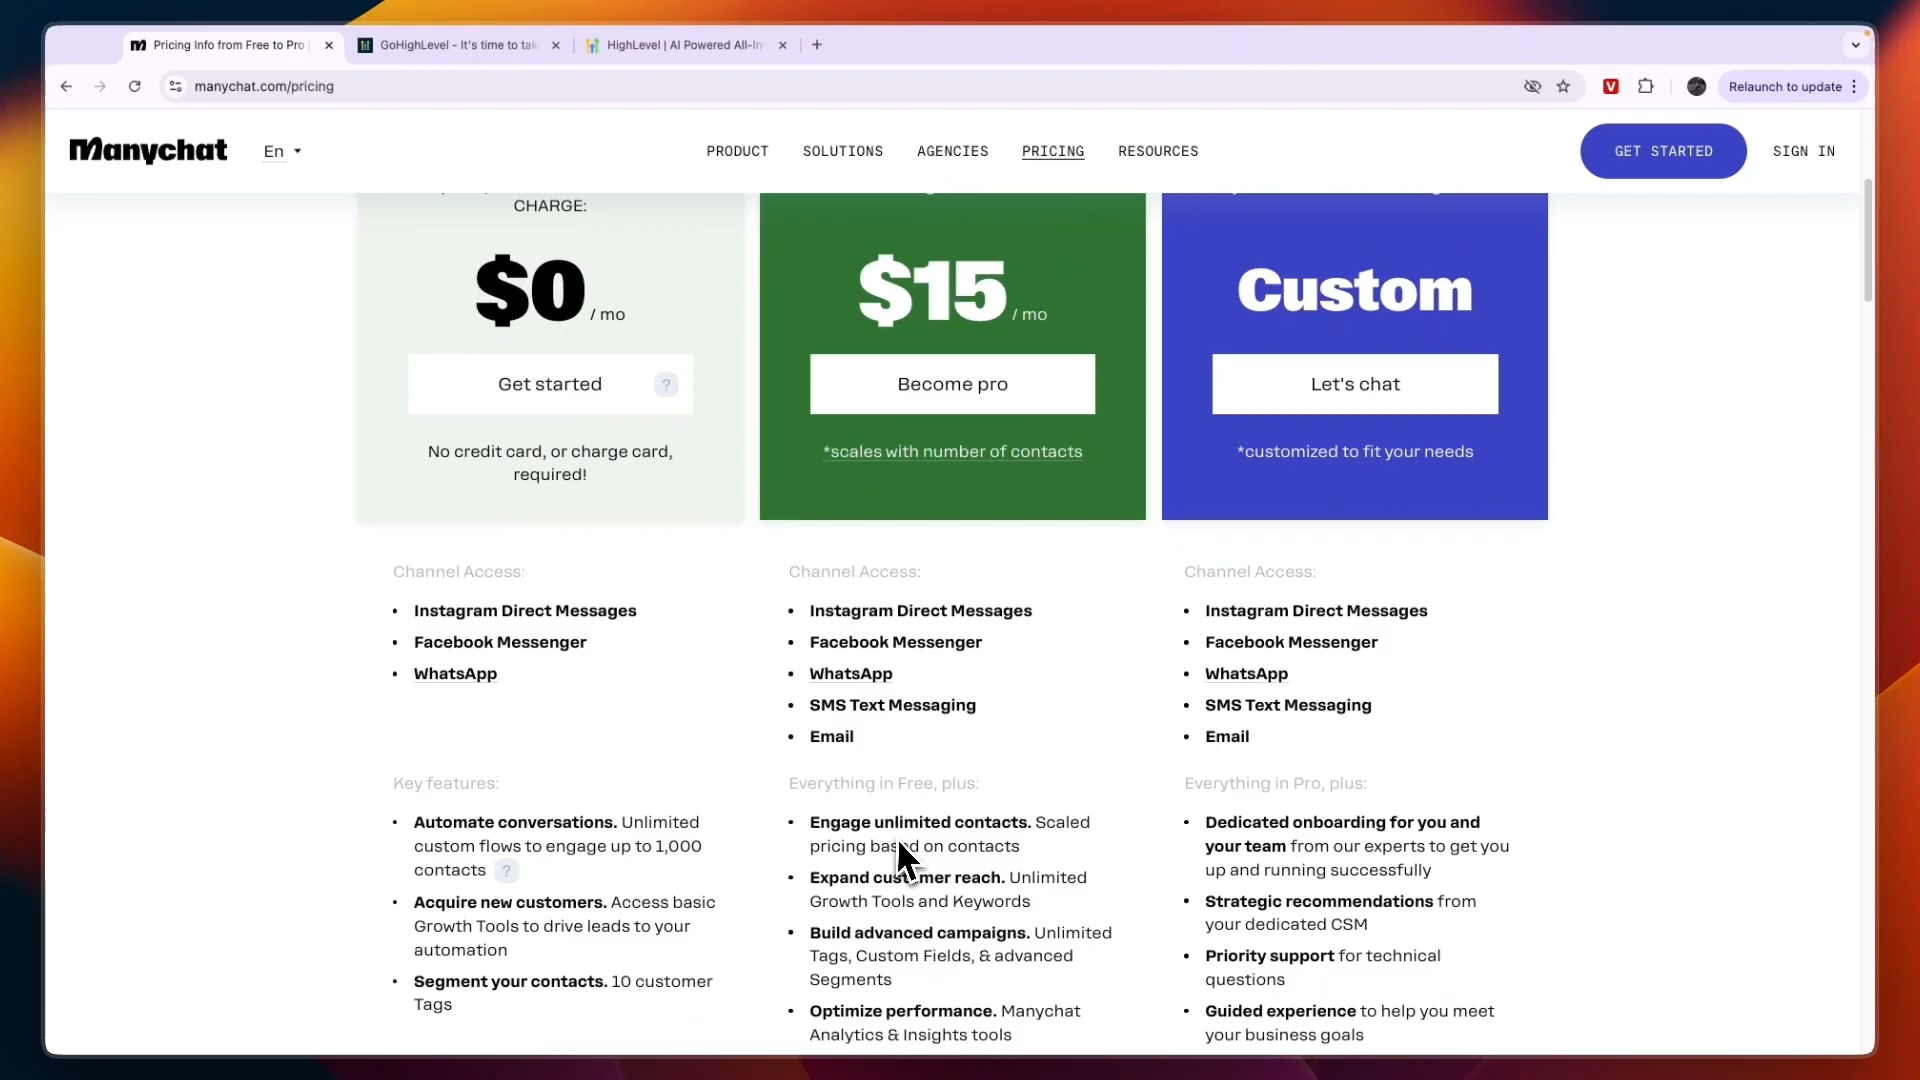 Pricing Info from Free to Pro
GoHighLevel - It's time to tak
HighLevel | AI Powered All-In
manychat.com/pricing
V
Relaunch to update
Manychat
En
PRODUCT
SOLUTIONS
AGENCIES
PRICING
RESOURCES
GET STARTED
SIGN IN
CHARGE:
$0 / mo
Get started
?
No credit card, or charge card,
required!
$15 / mo
Become pro
*scales with number of contacts
Custom
Let's chat
*customized to fit your needs
Channel Access:
• Instagram Direct Messages
• Facebook Messenger
• WhatsApp
Key features:
• Automate conversations. Unlimited
custom flows to engage up to 1,000
contacts ?
• Acquire new customers. Access basic
Growth Tools to drive leads to your
automation
• Segment your contacts. 10 customer
Tags
Channel Access:
• Instagram Direct Messages
• Facebook Messenger
• WhatsApp
• SMS Text Messaging
• Email
Everything in Free, plus:
• Engage unlimited contacts. Scaled
pricing based on contacts
• Expand customer reach. Unlimited
Growth Tools and Keywords
• Build advanced campaigns. Unlimited
Tags, Custom Fields, & advanced
Segments
• Optimize performance. Manychat
Analytics & Insights tools
Channel Access:
• Instagram Direct Messages
• Facebook Messenger
• WhatsApp
• SMS Text Messaging
• Email
Everything in Pro, plus:
• Dedicated onboarding for you and
your team from our experts to get you
up and running successfully
• Strategic recommendations from
your dedicated CSM
• Priority support for technical
questions
• Guided experience to help you meet
your business goals